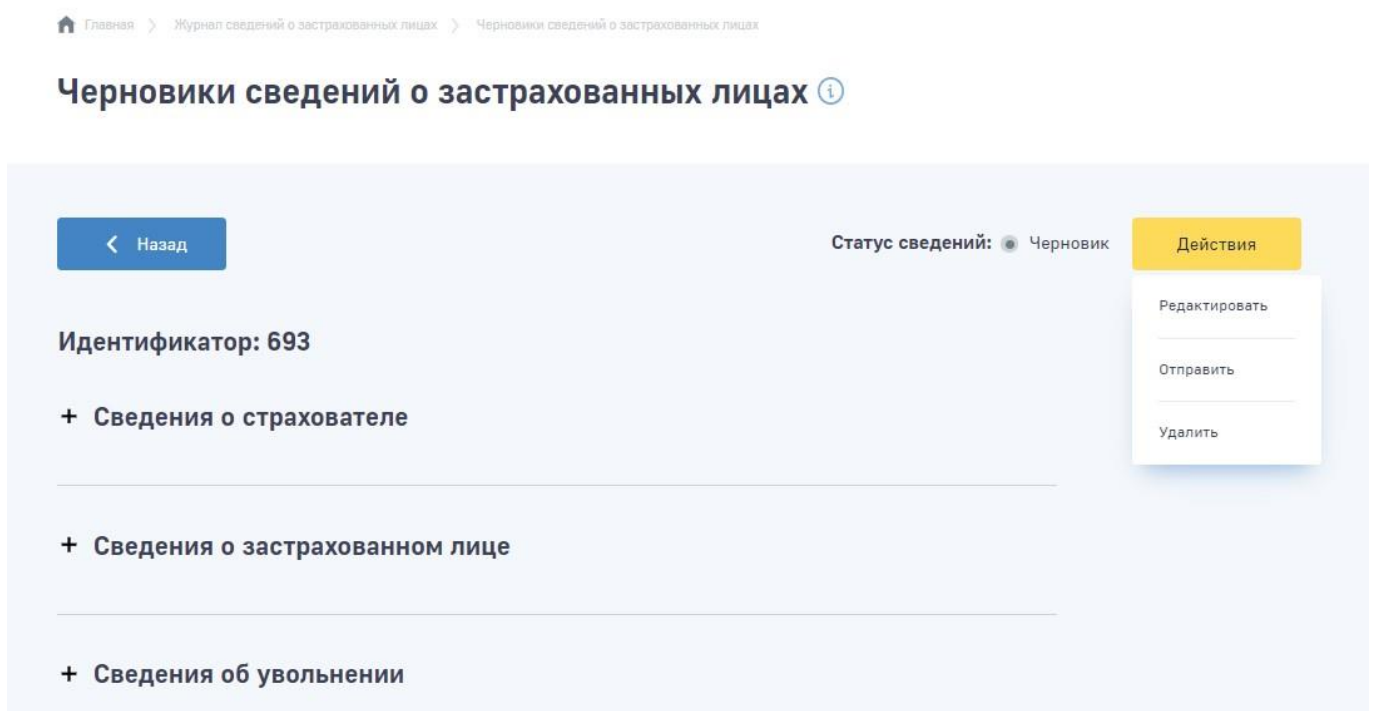 Главная > Журнал сведений о застрахованных лицах > Черновики сведений о застрахованных лицах
Черновики сведений о застрахованных лицах
Назад
Статус сведений: Черновик
Действия
Редактировать
Отправить
Удалить
Идентификатор: 693
+ Сведения о страхователе
+ Сведения о застрахованном лице
+ Сведения об увольнении